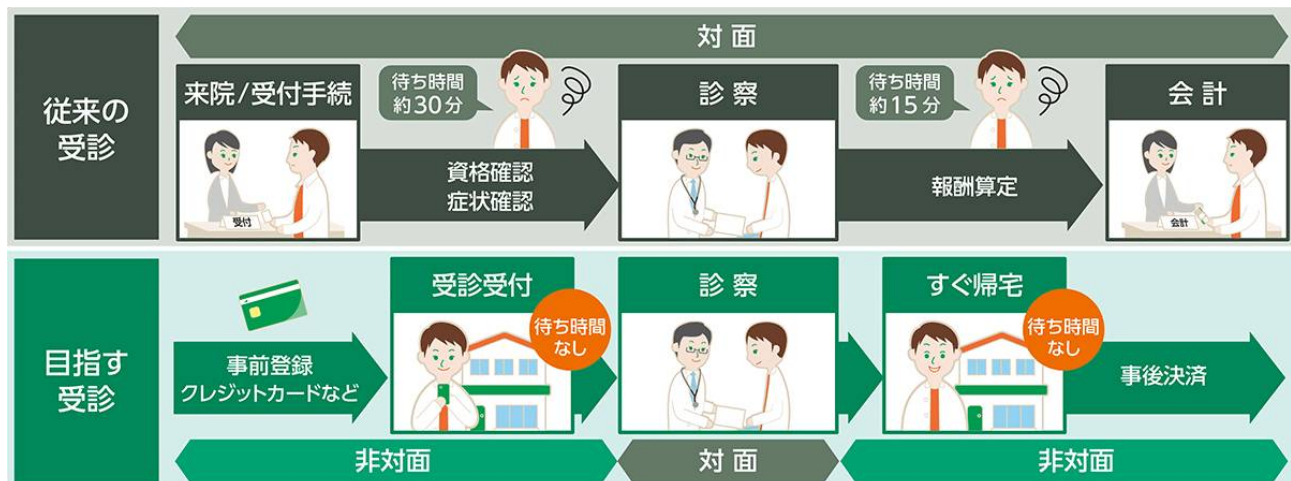 従来の
受診
対面
来院/受付手続
待ち時間
約30分
診察
待ち時間
約15分
会計
受付
資格確認
症状確認
報酬算定
会計
目指す
受診
事前登録
クレジットカードなど
受診受付
待ち時間
なし
診察
すぐ帰宅
待ち時間
なし
事後決済
非対面
対面
非対面